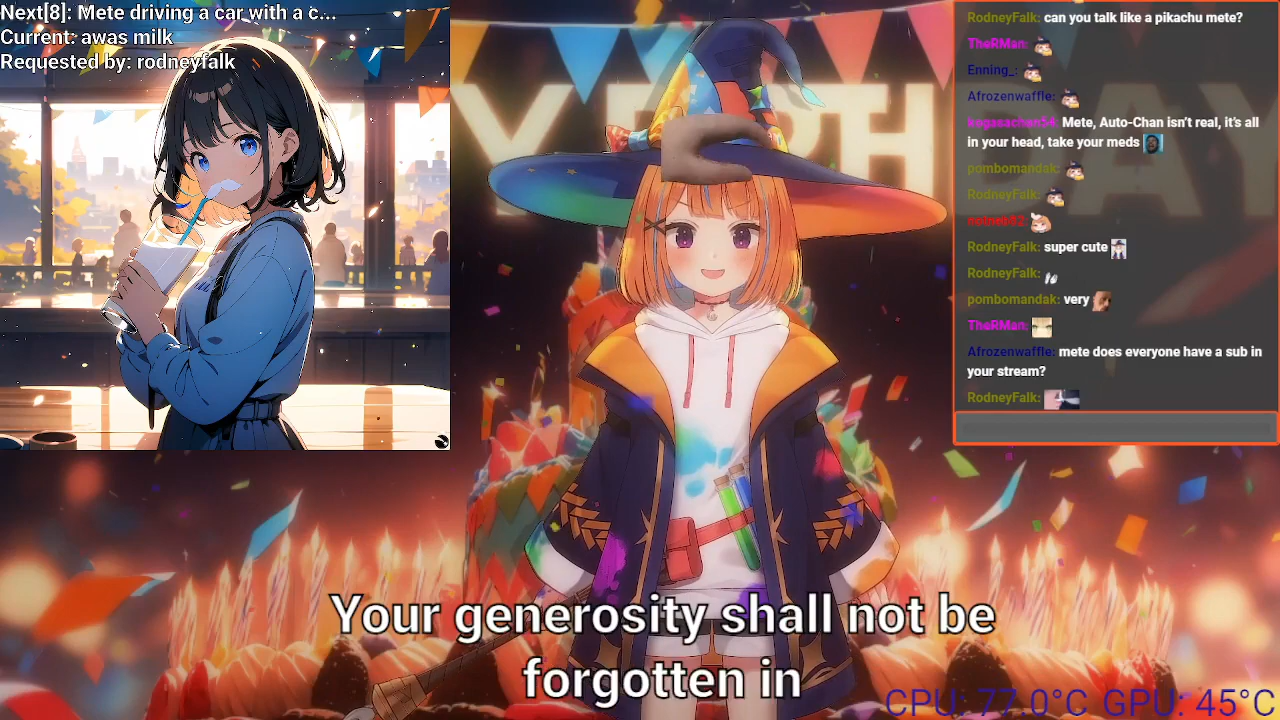 Next[8]: Mete driving a car with a c...
Current: awas milk
Requested by: rodneyfalk
RodneyFalk: can you talk like a pikachu mete?
TheRMan:
Enning_:
Afrozenwaffle:
kogasachan54: Mete, Auto-Chan isn't real, it's all
in your head, take your meds
pombomandak:
RodneyFalk:
RodneyFalk: super cute
RodneyFalk:
pombomandak: very
TheRMan:
Afrozenwaffle: mete does everyone have a sub in
your stream?
RodneyFalk:
Your generosity shall not be
forgotten in
CPU: 77.0°C GPU: 45°C